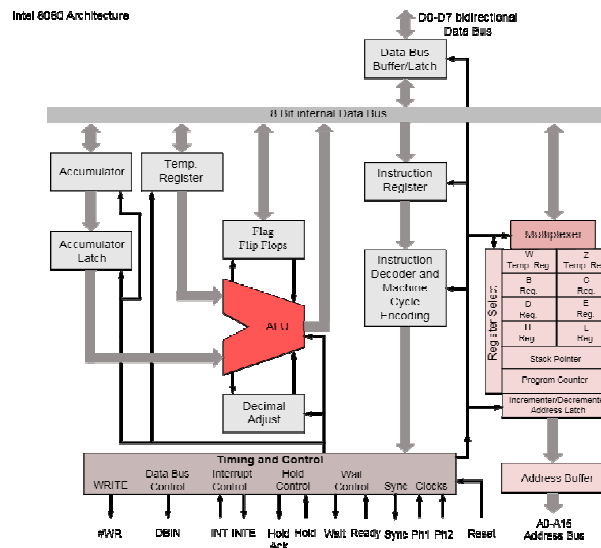 Intel 8080 Architecture
D0-D7 bidirectional
Data Bus
Data Bus
Buffer/Latch
8 Bit internal Data Bus
Accumulator
Temp.
Register
Instruction
Register
Accumulator
Latch
Flag
Flip Flops
Instruction
Decoder and
Machine
Cycle
Encoding
ALU
Decimal
Adjust
Multiplexer
Register Select
W
Temp. Reg.
Z
Temp. Reg
B
Reg.
C
Reg.
D
Reg.
E
Reg.
H
Reg
L
Reg
Stack Pointer
Program Counter
Incrementer/Decrementer
Address Latch
Address Buffer
A0-A15
Address Bus
Timing and Control
WRITE
Data Bus
Control
Interrupt
Control
Hold
Control
Wait
Control
Sync
Clocks
#WR
DBIN
INT
INTE
Hold
Ack
Hold
Wait
Ready
Sync
Ph1
Ph2
Reset